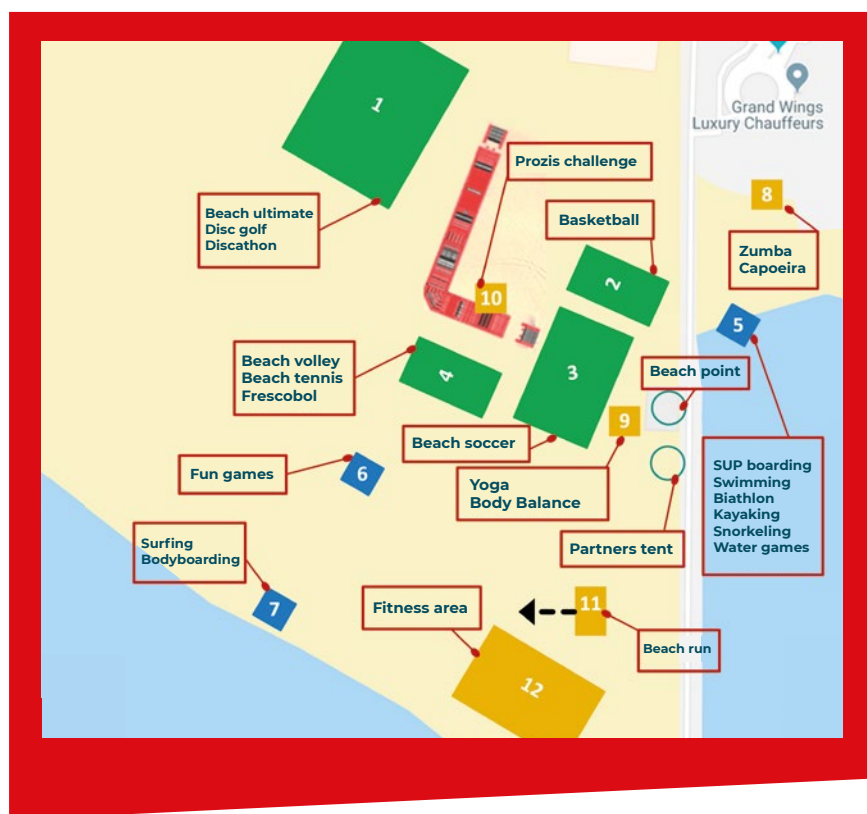 1
Grand Wings
Luxury Chauffeurs
Prozis challenge
8
Beach ultimate
Disc golf
Discathon
Basketball
Zumba
Capoeira
2
10
5
Beach volley
Beach tennis
Frescobol
4
3
Beach point
9
Beach soccer
Fun games
6
Yoga
Body Balance
SUP boarding
Swimming
Biathlon
Kayaking
Snorkeling
Water games
Surfing
Bodyboarding
Partners tent
7
Fitness area
11
Beach run
12